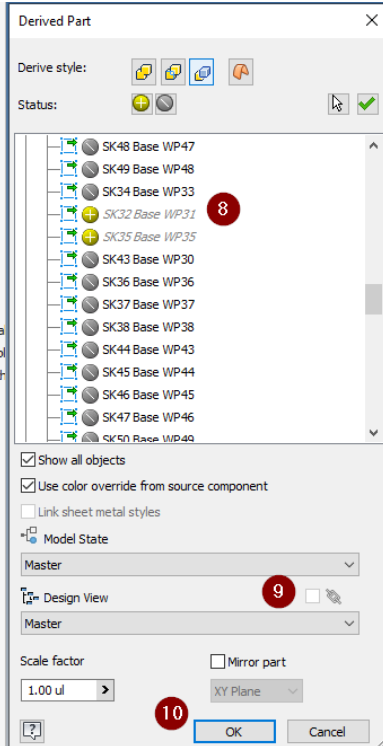 Derived Part
Derive style:
Status:
SK48 Base WP47
SK49 Base WP48
SK34 Base WP33
SK32 Base WP31 8
SK35 Base WP35
SK43 Base WP30
SK36 Base WP36
SK37 Base WP37
SK38 Base WP38
SK44 Base WP43
SK45 Base WP44
SK46 Base WP45
SK47 Base WP46
SK50 Base WP49
Show all objects
Use color override from source component
Link sheet metal styles
Model State
Master
Design View 9
Master
Scale factor Mirror part
1.00 ul > XY Plane
10
? OK Cancel